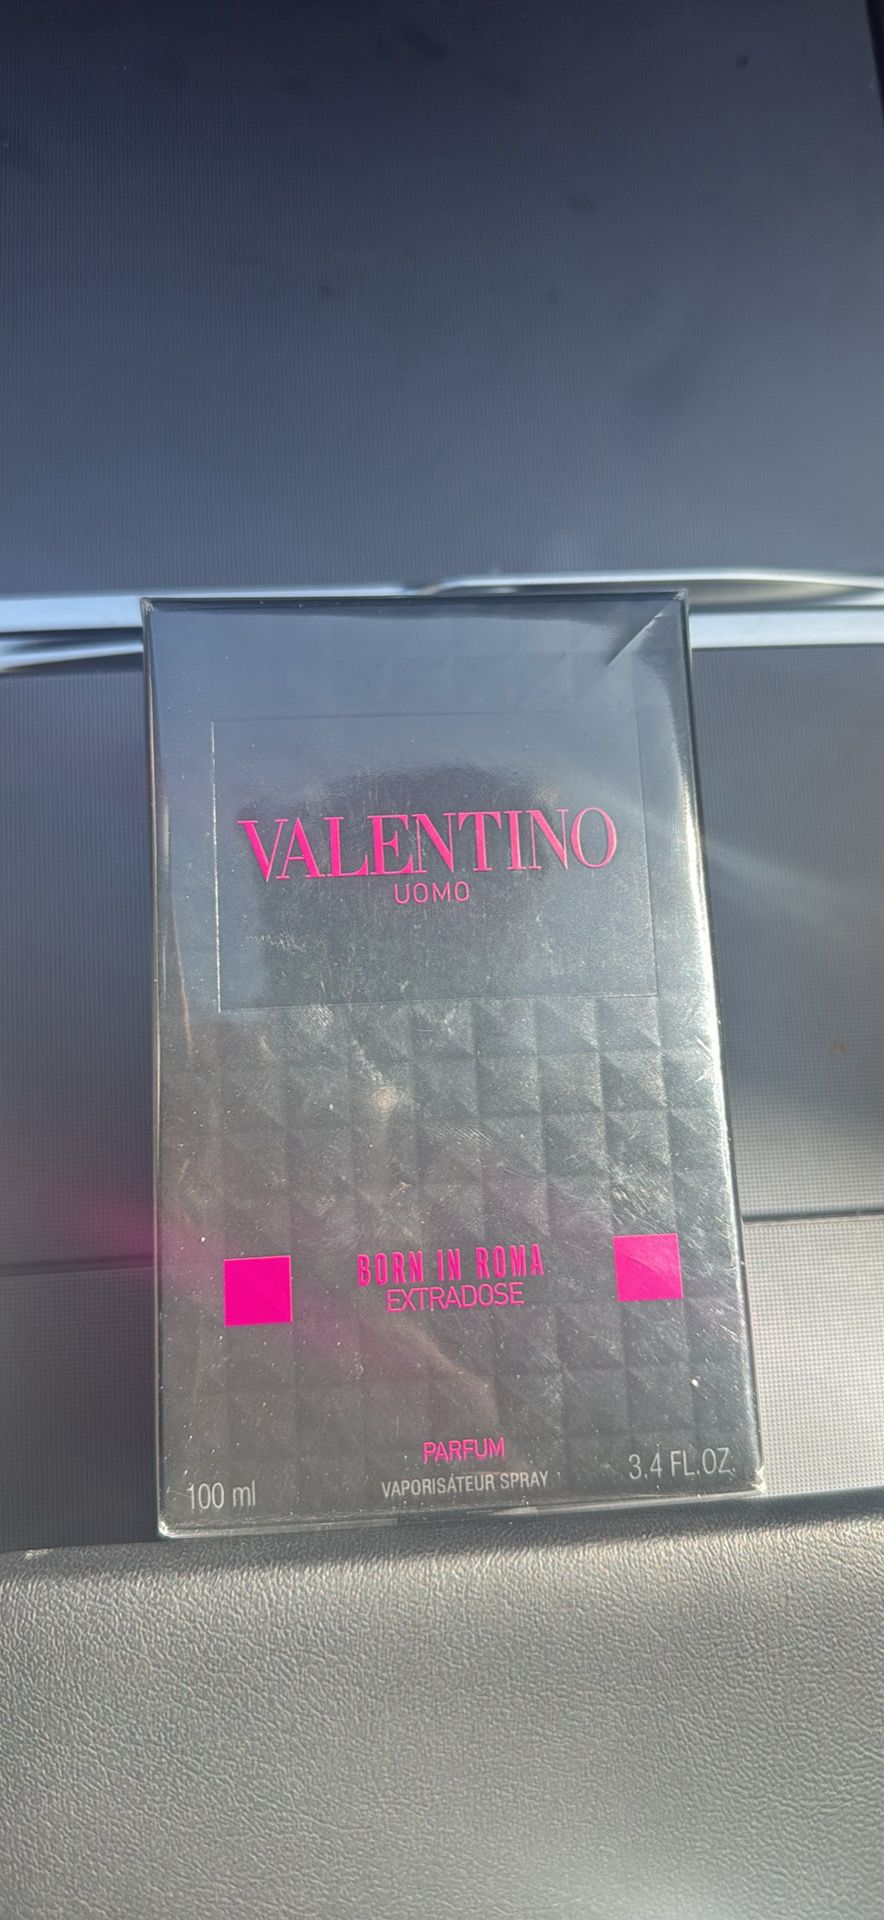 VALENTINO
UOMO
BORN IN ROMA
EXTRADOSE
PARFUM
100 ml VAPORISATEUR SPRAY 3.4 FL.OZ